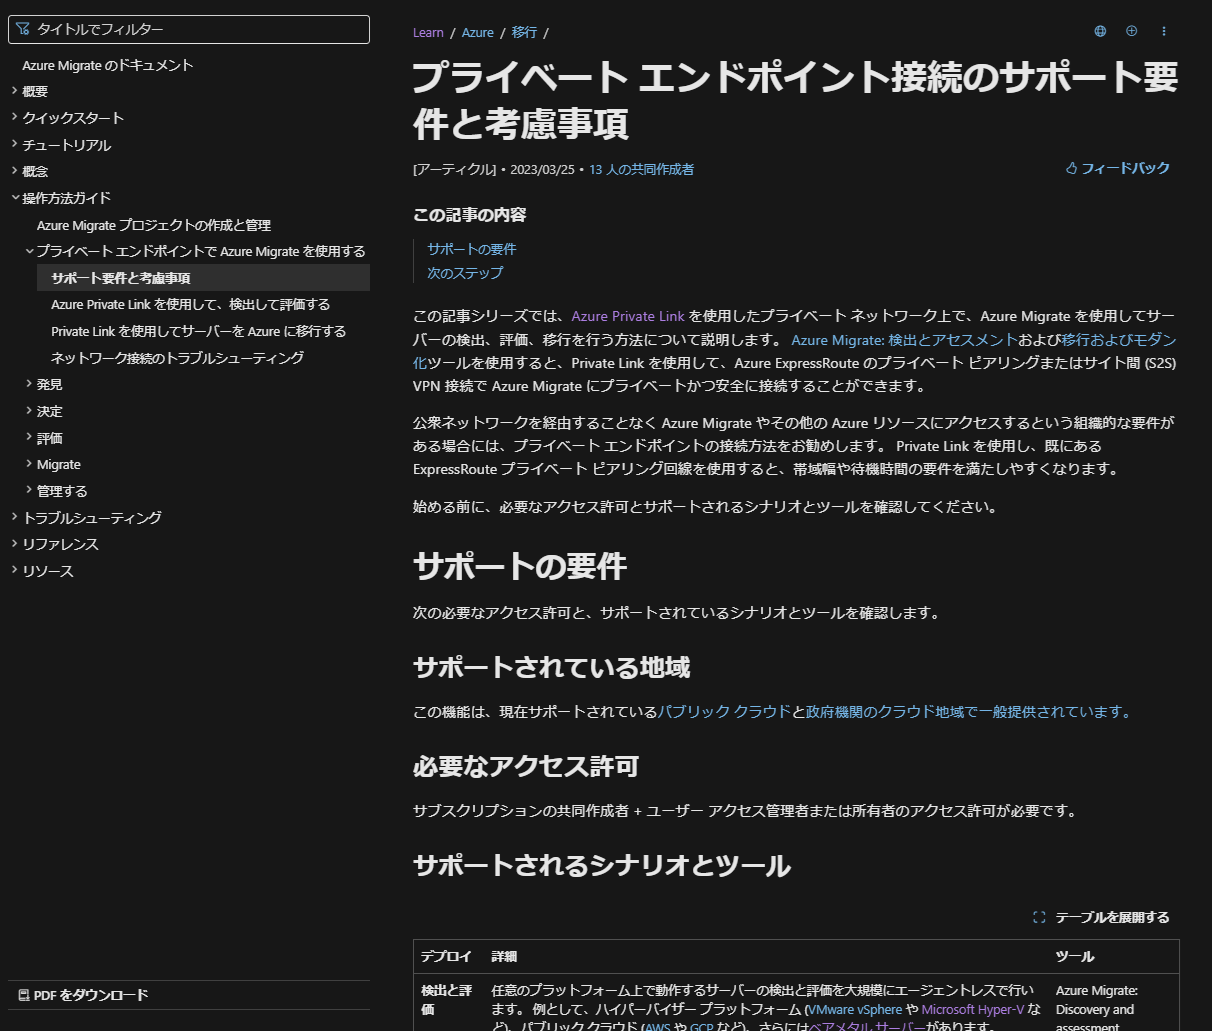 タイトルでフィルター
Azure Migrate のドキュメント
概要
クイックスタート
チュートリアル
概念
操作方法ガイド
Azure Migrate プロジェクトの作成と管理
プライベート エンドポイントで Azure Migrate を使用する
サポート要件と考慮事項
Azure Private Link を使用して、検出して評価する
Private Link を使用してサーバーを Azure に移行する
ネットワーク接続のトラブルシューティング
発見
決定
評価
Migrate
管理する
トラブルシューティング
リファレンス
リソース
PDF をダウンロード
Learn / Azure / 移行 /
プライベート エンドポイント接続のサポート要
件と考慮事項
[アーティクル] • 2023/03/25 • 13 人の共同作成者
フィードバック
この記事の内容
サポートの要件
次のステップ
この記事シリーズでは、Azure Private Link を使用したプライベート ネットワーク上で、Azure Migrate を使用してサー
バーの検出、評価、移行を行う方法について説明します。 Azure Migrate: 検出とアセスメントおよび移行およびモダン
化ツールを使用すると、Private Link を使用して、Azure ExpressRoute のプライベート ピアリングまたはサイト間 (S2S)
VPN 接続で Azure Migrate にプライベートかつ安全に接続することができます。
公衆ネットワークを経由することなく Azure Migrate やその他の Azure リソースにアクセスするという組織的な要件が
ある場合には、プライベート エンドポイントの接続方法をお勧めします。 Private Link を使用し、既にある
ExpressRoute プライベート ピアリング回線を使用すると、帯域幅や待機時間の要件を満たしやすくなります。
始める前に、必要なアクセス許可とサポートされるシナリオとツールを確認してください。
サポートの要件
次の必要なアクセス許可と、サポートされているシナリオとツールを確認します。
サポートされている地域
この機能は、現在サポートされているパブリック クラウドと政府機関のクラウド地域で一般提供されています。
必要なアクセス許可
サブスクリプションの共同作成者 + ユーザー アクセス管理者または所有者のアクセス許可が必要です。
サポートされるシナリオとツール
テーブルを展開する
デプロイ 詳細 ツール
検出と評 任意のプラットフォーム上で動作するサーバーの検出と評価を大規模にエージェントレスで行い Azure Migrate:
価 ます。 例として、ハイパーバイザー プラットフォーム (VMware vSphere や Microsoft Hyper-V な Discovery and
ど)、パブリック クラウド (AWS や GCP など)、さらにはベアメタル サーバーがあります。 assessment